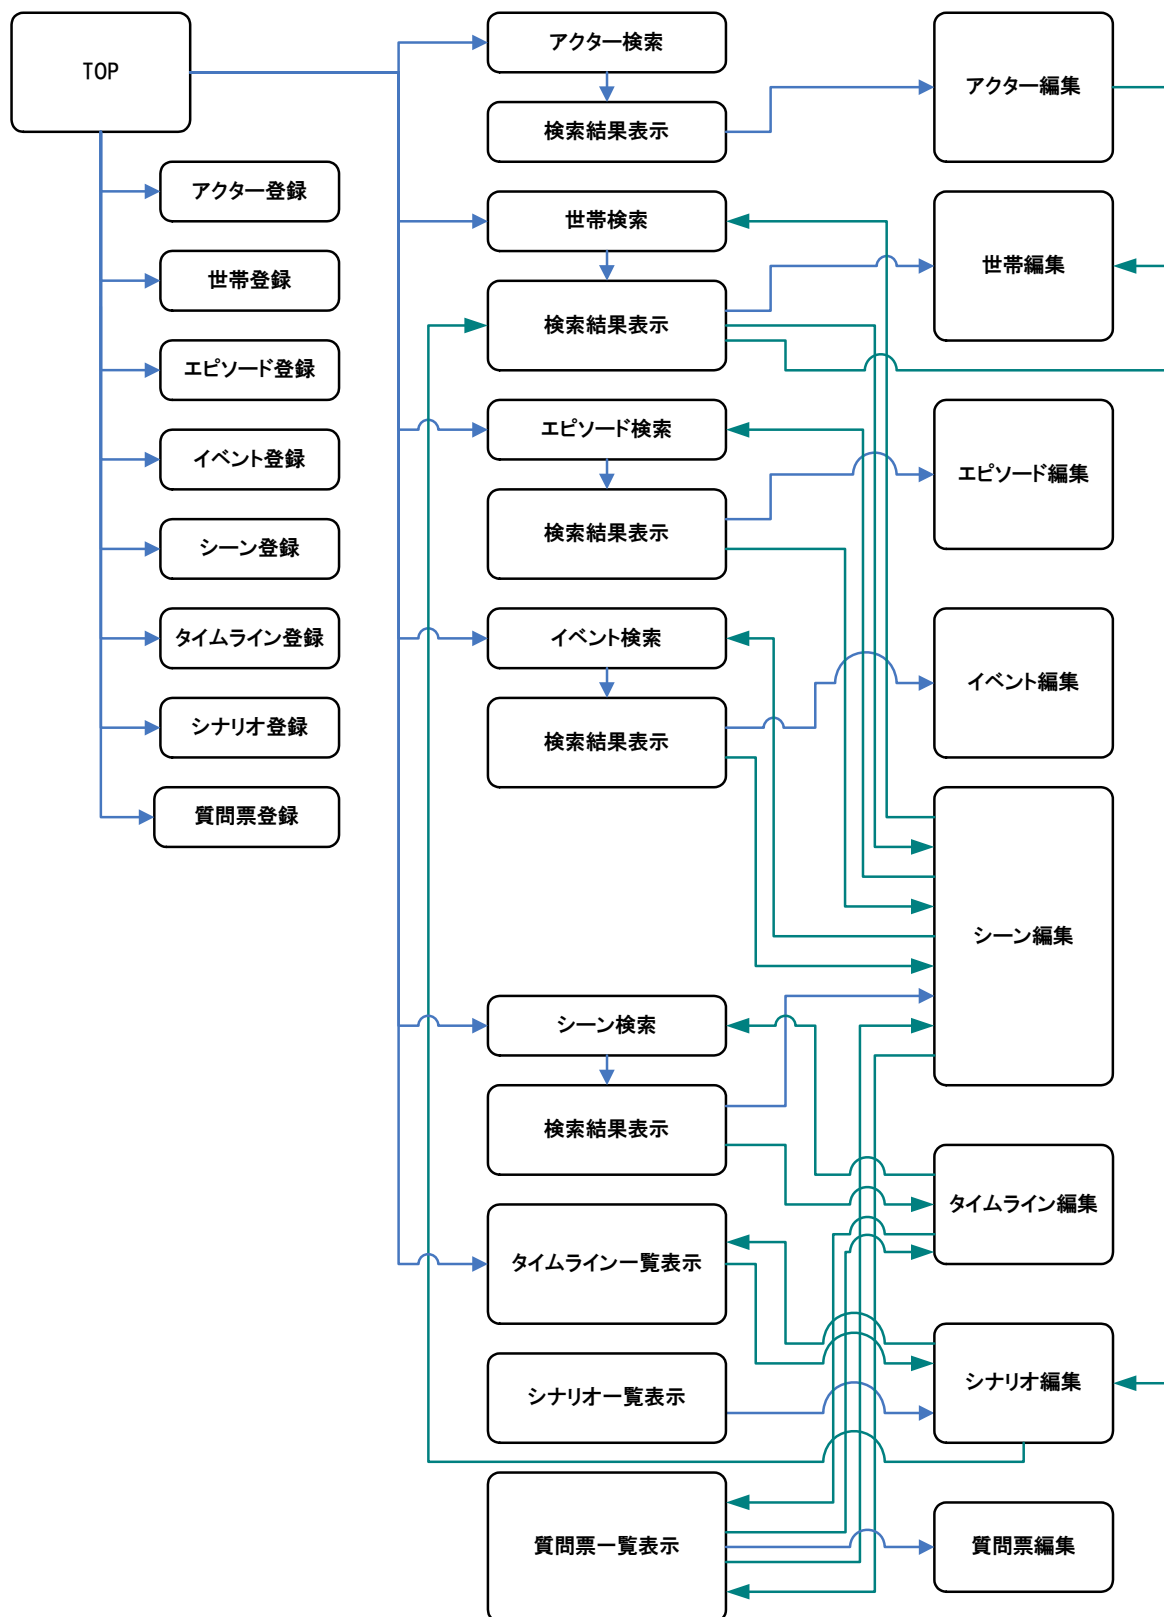 TOP
アクター登録
世帯登録
エピソード登録
イベント登録
シーン登録
タイムライン登録
シナリオ登録
質問票登録
アクター検索
検索結果表示
世帯検索
検索結果表示
エピソード検索
検索結果表示
イベント検索
検索結果表示
シーン検索
検索結果表示
タイムライン一覧表示
シナリオ一覧表示
質問票一覧表示
アクター編集
世帯編集
エピソード編集
イベント編集
シーン編集
タイムライン編集
シナリオ編集
質問票編集